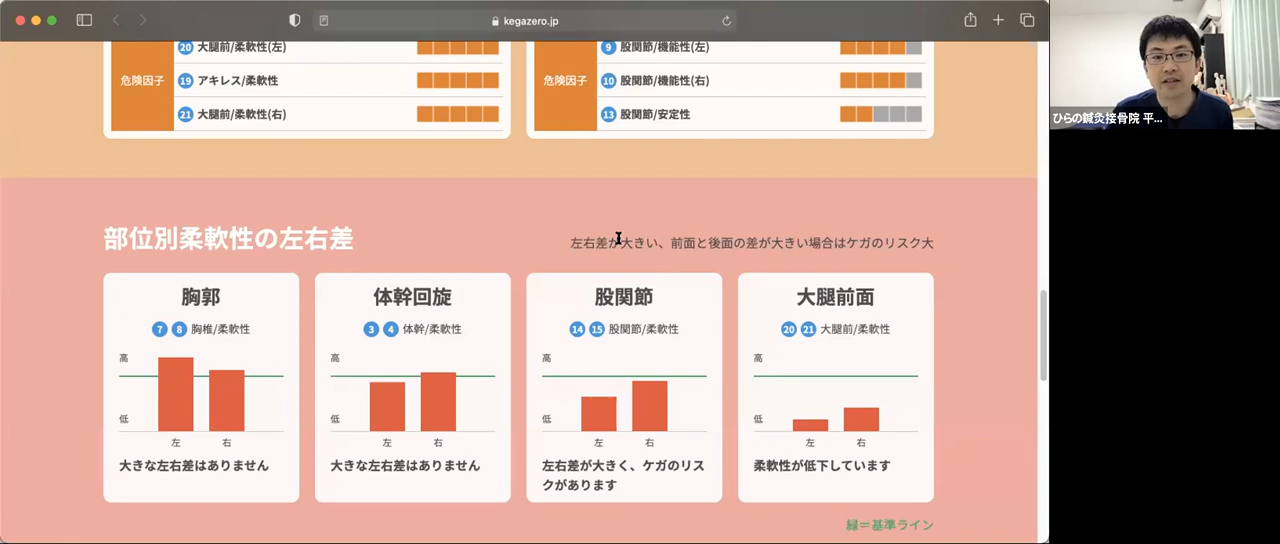 kegazero.jp
危険因子
20 大腿前/柔軟性(左)
19 アキレス/柔軟性
21 大腿前/柔軟性(右)
危険因子
9 股関節/機能性(左)
10 股関節/機能性(右)
13 股関節/安定性
ひらの鍼灸接骨院 平...
部位別柔軟性の左右差
左右差が大きい、前面と後面の差が大きい場合はケガのリスク大
胸郭
7 8 胸椎/柔軟性
高
低
左 右
大きな左右差はありません
体幹回旋
3 4 体幹/柔軟性
高
低
左 右
大きな左右差はありません
股関節
14 15 股関節/柔軟性
高
低
左 右
左右差が大きく、ケガのリス
クがあります
大腿前面
20 21 大腿前/柔軟性
高
低
左 右
柔軟性が低下しています
緑=基準ライン